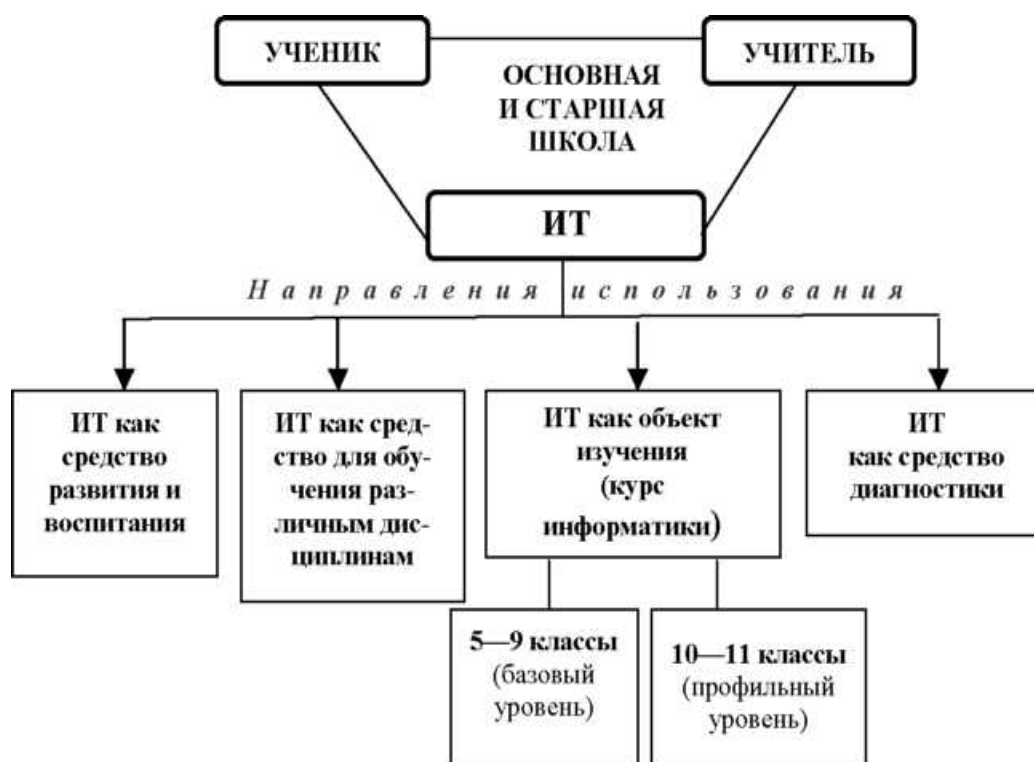 УЧЕНИК
УЧИТЕЛЬ
ОСНОВНАЯ
И СТАРШАЯ
ШКОЛА
ИТ
Направления использования
ИТ как
средство
развития и
воспитания
ИТ как сред-
ство для обу-
чения раз-
личным дис-
циплинам
ИТ как объект
изучения
(курс
информатики)
ИТ
как средство
диагностики
5—9 классы
(базовый
уровень)
10—11 классы
(профильный
уровень)